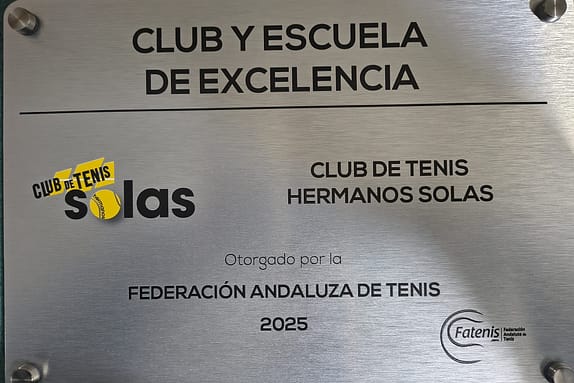 CLUB Y ESCUELA
DE EXCELENCIA
CLUB DE TENIS
solas
CLUB DE TENIS
HERMANOS SOLAS
Otorgado por la
FEDERACIÓN ANDALUZA DE TENIS
2025
Fatenis
Federación
Andaluza de
Tenis